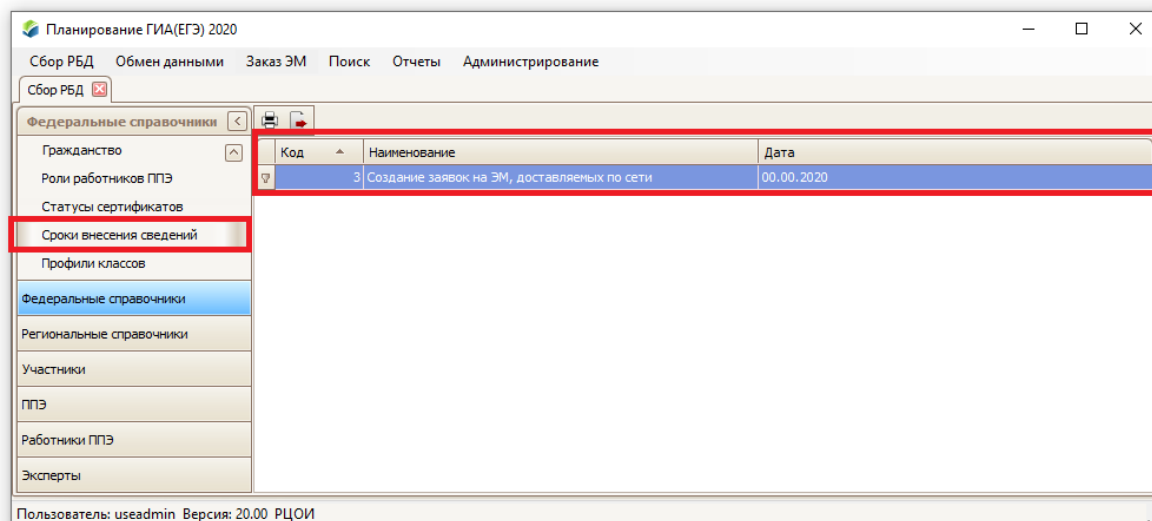 Планирование ГИА(ЕГЭ) 2020
Сбор РБД Обмен данными Заказ ЭМ Поиск Отчеты Администрирование
Сбор РБД
Федеральные справочники
Гражданство
Код Наименование Дата
Роли работников ППЭ
3 Создание заявок на ЭМ, доставляемых по сети 00.00.2020
Статусы сертификатов
Сроки внесения сведений
Профили классов
Федеральные справочники
Региональные справочники
Участники
ППЭ
Работники ППЭ
Эксперты
Пользователь: useadmin Версия: 20.00 РЦОИ